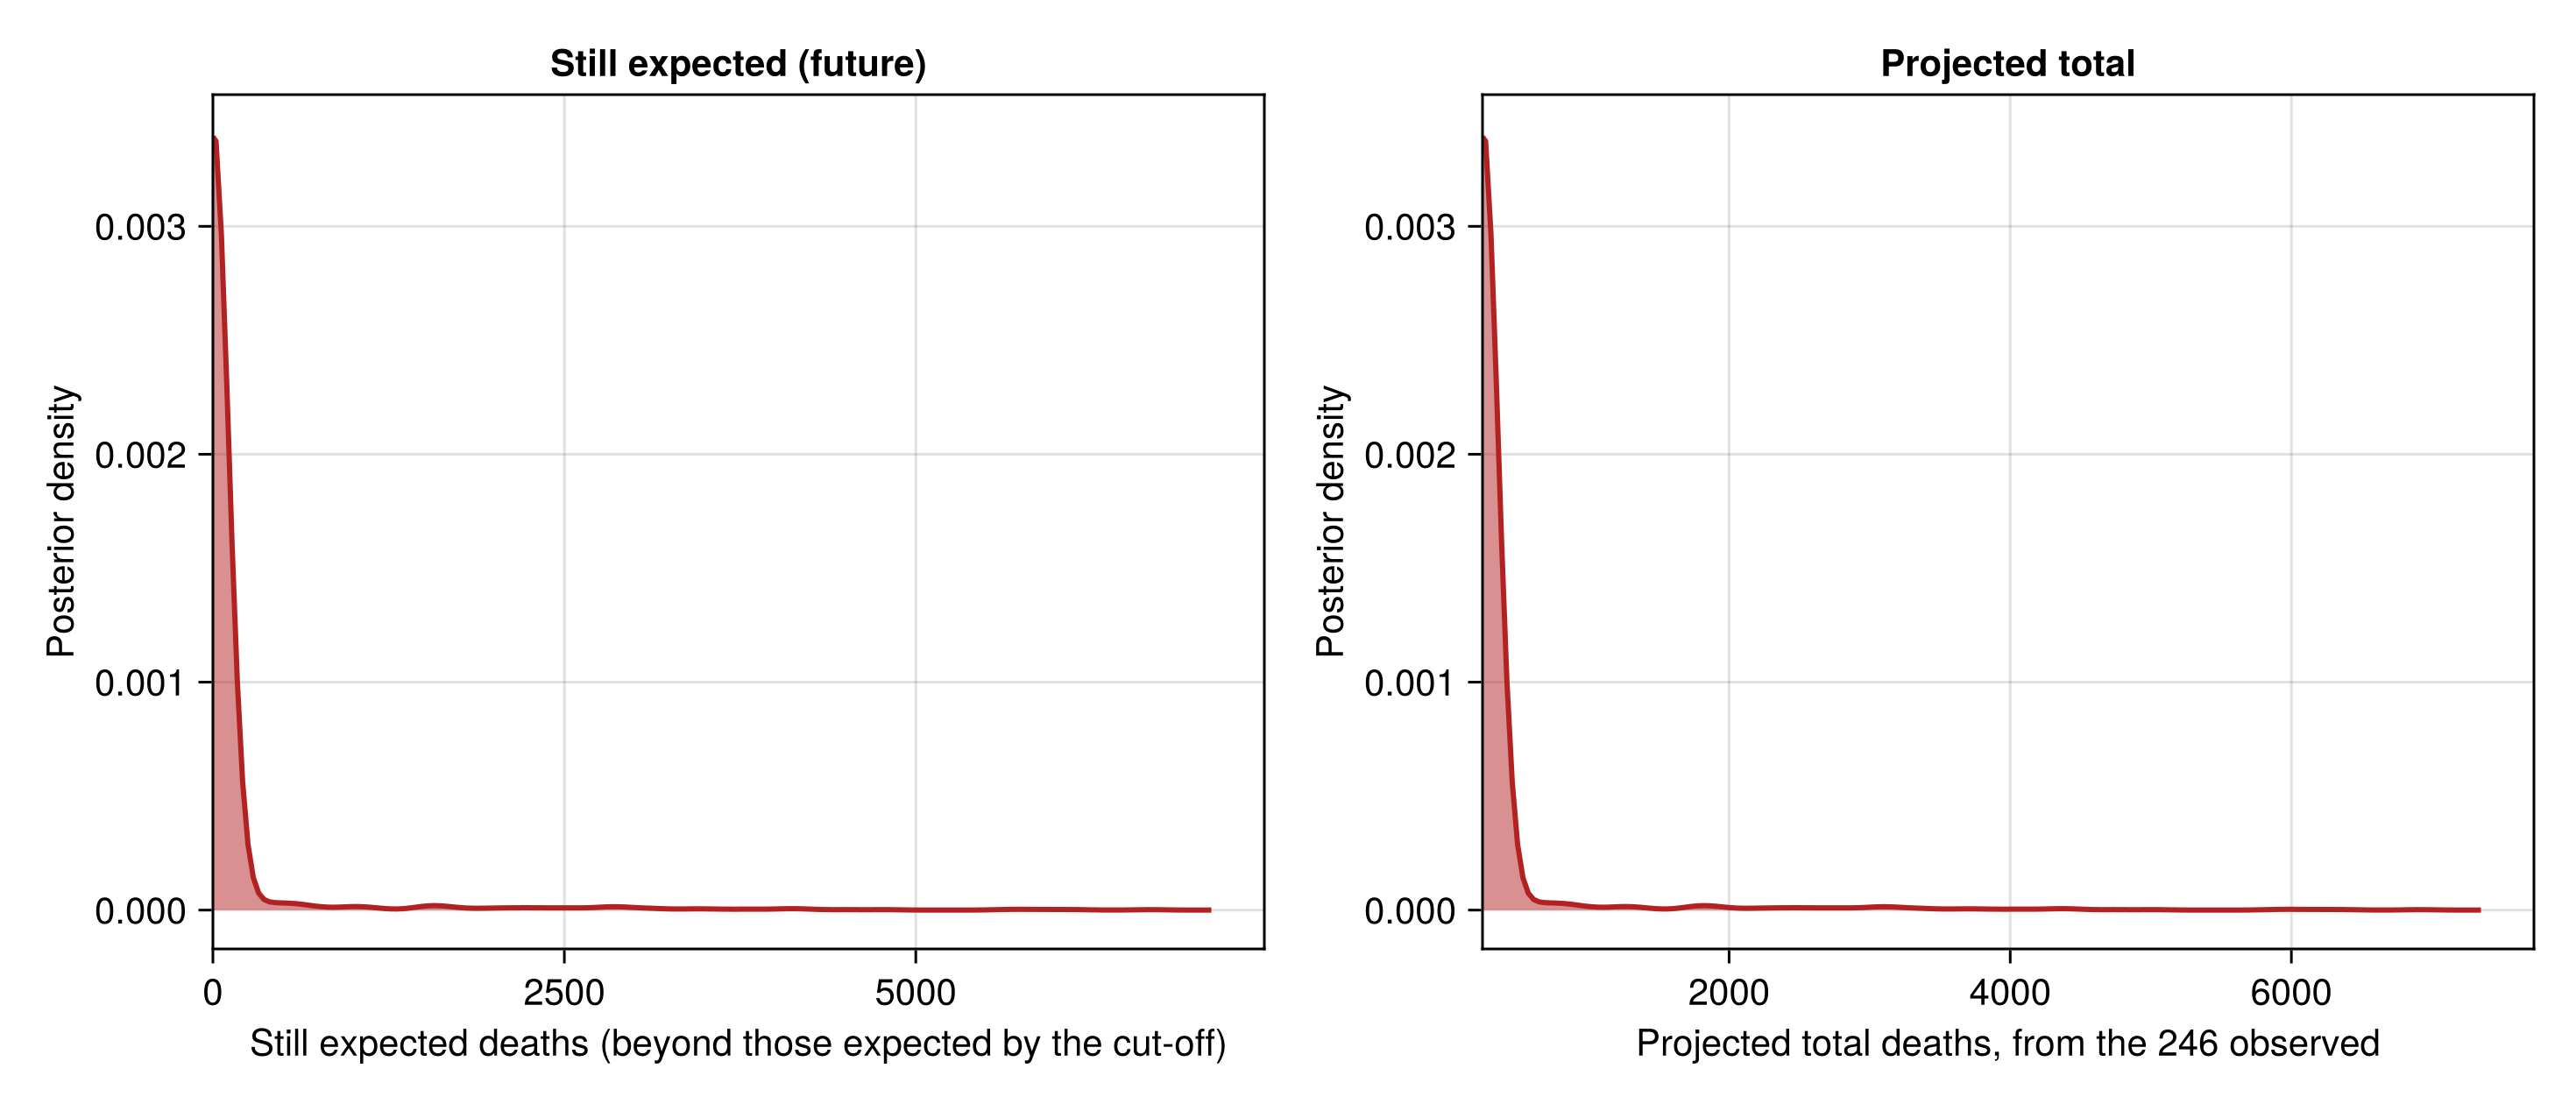 Still expected (future)
Posterior density
0.003
0.002
0.001
0.000
0
2500
5000
Still expected deaths (beyond those expected by the cut-off)
Projected total
Posterior density
0.003
0.002
0.001
0.000
2000
4000
6000
Projected total deaths, from the 246 observed